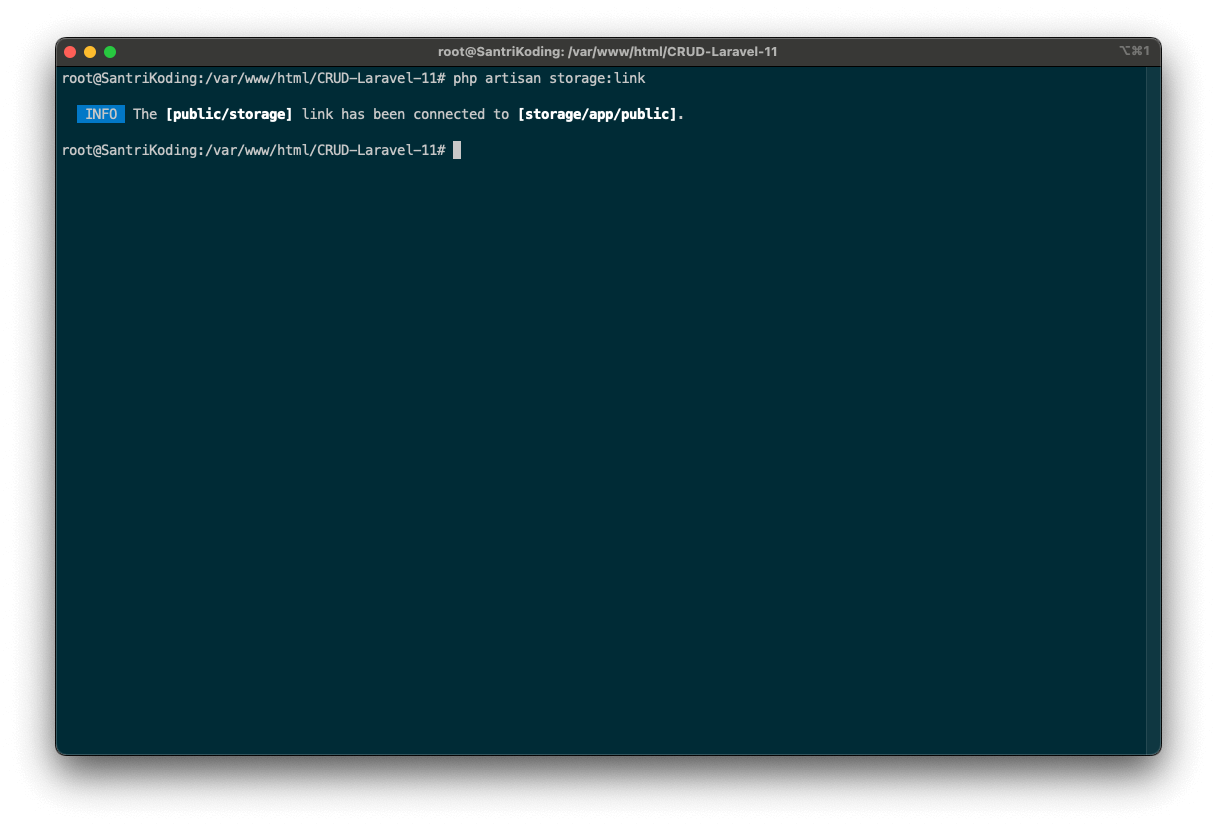 root@SantriKoding: /var/www/html/CRUD-Laravel-11
⌥⌘1
root@SantriKoding:/var/www/html/CRUD-Laravel-11# php artisan storage:link
INFO The [public/storage] link has been connected to [storage/app/public].
root@SantriKoding:/var/www/html/CRUD-Laravel-11#